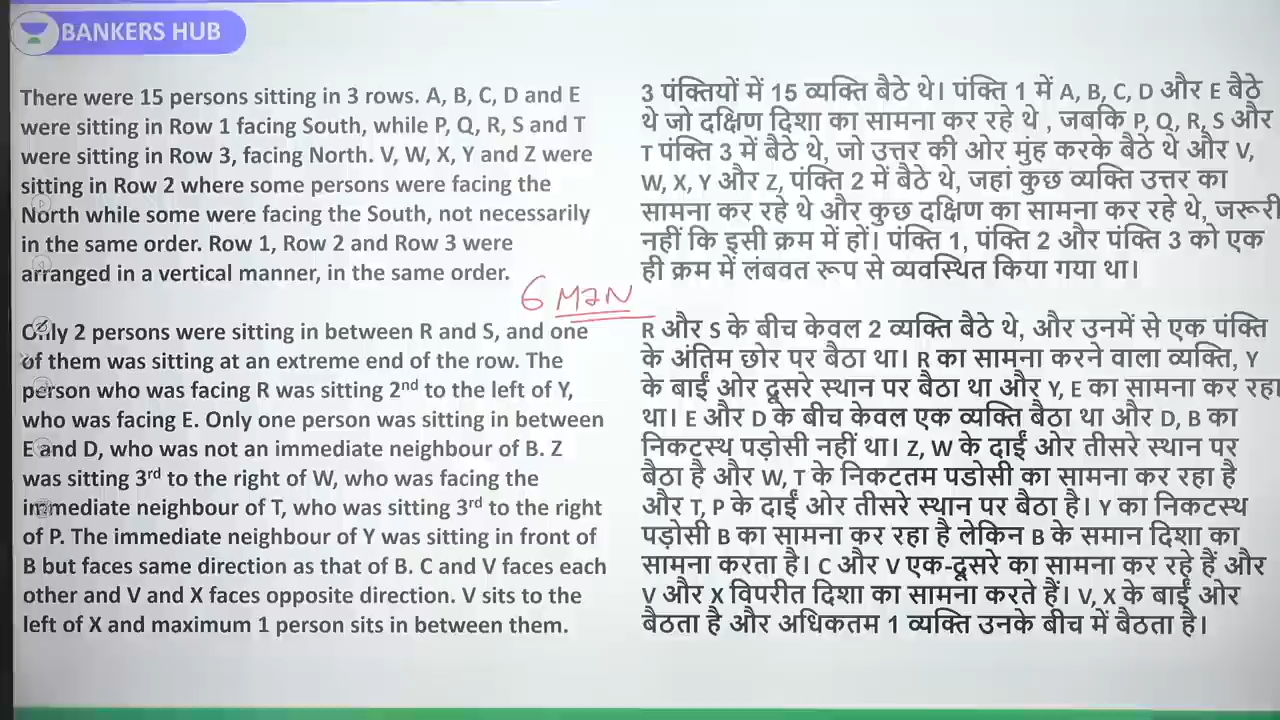 BANKERS HUB
There were 15 persons sitting in 3 rows. A, B, C, D and E
were sitting in Row 1 facing South, while P, Q, R, S and T
were sitting in Row 3, facing North. V, W, X, Y and Z were
sitting in Row 2 where some persons were facing the
North while some were facing the South, not necessarily
in the same order. Row 1, Row 2 and Row 3 were
arranged in a vertical manner, in the same order.
6 MaN
Only 2 persons were sitting in between R and S, and one
of them was sitting at an extreme end of the row. The
person who was facing R was sitting 2nd to the left of Y,
who was facing E. Only one person was sitting in between
E and D, who was not an immediate neighbour of B. Z
was sitting 3rd to the right of W, who was facing the
immediate neighbour of T, who was sitting 3rd to the right
of P. The immediate neighbour of Y was sitting in front of
B but faces same direction as that of B. C and V faces each
other and V and X faces opposite direction. V sits to the
left of X and maximum 1 person sits in between them.
3 पंक्तियों में 15 व्यक्ति बैठे थे। पंक्ति 1 में A, B, C, D और E बैठे
थे जो दक्षिण दिशा का सामना कर रहे थे , जबकि P, Q, R, S और
T पंक्ति 3 में बैठे थे, जो उत्तर की ओर मुंह करके बैठे थे और V,
W, X, Y और Z, पंक्ति 2 में बैठे थे, जहां कुछ व्यक्ति उत्तर का
सामना कर रहे थे और कुछ दक्षिण का सामना कर रहे थे, जरूरी
नहीं कि इसी क्रम में हों। पंक्ति 1, पंक्ति 2 और पंक्ति 3 को एक
ही क्रम में लंबवत रूप से व्यवस्थित किया गया था।
R और S के बीच केवल 2 व्यक्ति बैठे थे, और उनमें से एक पंक्ति
के अंतिम छोर पर बैठा था। R का सामना करने वाला व्यक्ति, Y
के बाईं ओर दूसरे स्थान पर बैठा था और Y, E का सामना कर रहा
था। E और D के बीच केवल एक व्यक्ति बैठा था और D, B का
निकटस्थ पड़ोसी नहीं था। Z, W के दाईं ओर तीसरे स्थान पर
बैठा है और W, T के निकटतम पडोसी का सामना कर रहा है
और T, P के दाईं ओर तीसरे स्थान पर बैठा है। Y का निकटस्थ
पड़ोसी B का सामना कर रहा है लेकिन B के समान दिशा का
सामना करता है। C और V एक-दूसरे का सामना कर रहे हैं और
V और X विपरीत दिशा का सामना करते हैं। V, X के बाईं ओर
बैठता है और अधिकतम 1 व्यक्ति उनके बीच में बैठता है।